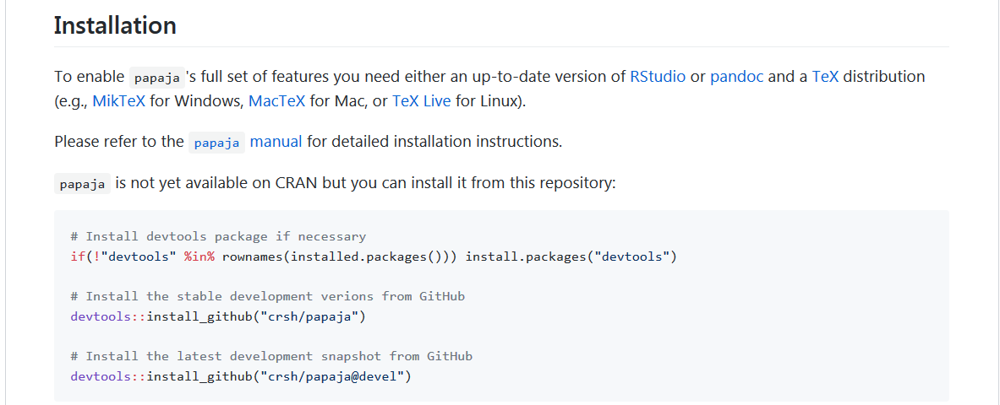 Installation
To enable papaja's full set of features you need either an up-to-date version of RStudio or pandoc and a TeX distribution
(e.g., MikTeX for Windows, MacTeX for Mac, or TeX Live for Linux).
Please refer to the papaja manual for detailed installation instructions.
papaja is not yet available on CRAN but you can install it from this repository:
# Install devtools package if necessary
if(!"devtools" %in% rownames(installed.packages())) install.packages("devtools")
# Install the stable development verions from GitHub
devtools::install_github("crsh/papaja")
# Install the latest development snapshot from GitHub
devtools::install_github("crsh/papaja@devel")